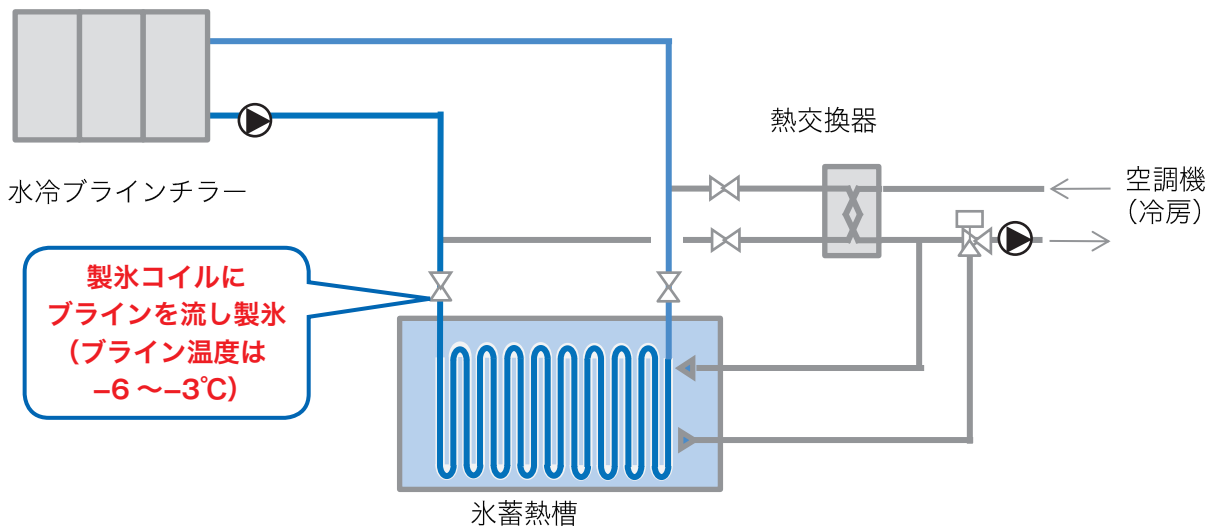 熱交換器
水冷ブラインチラー
空調機
（冷房）
製氷コイルに
ブラインを流し製氷
（ブライン温度は
−6 〜−3℃）
氷蓄熱槽